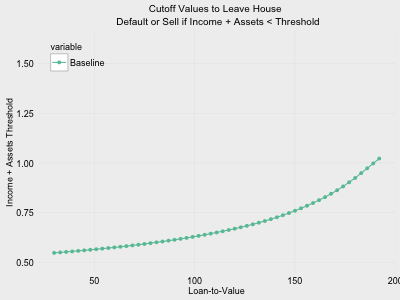 Cutoff Values to Leave House
Default or Sell if Income + Assets < Threshold
variable
Baseline
Income + Assets Threshold
1.50
1.25
1.00
0.75
0.50
50
100
150
200
Loan-to-Value